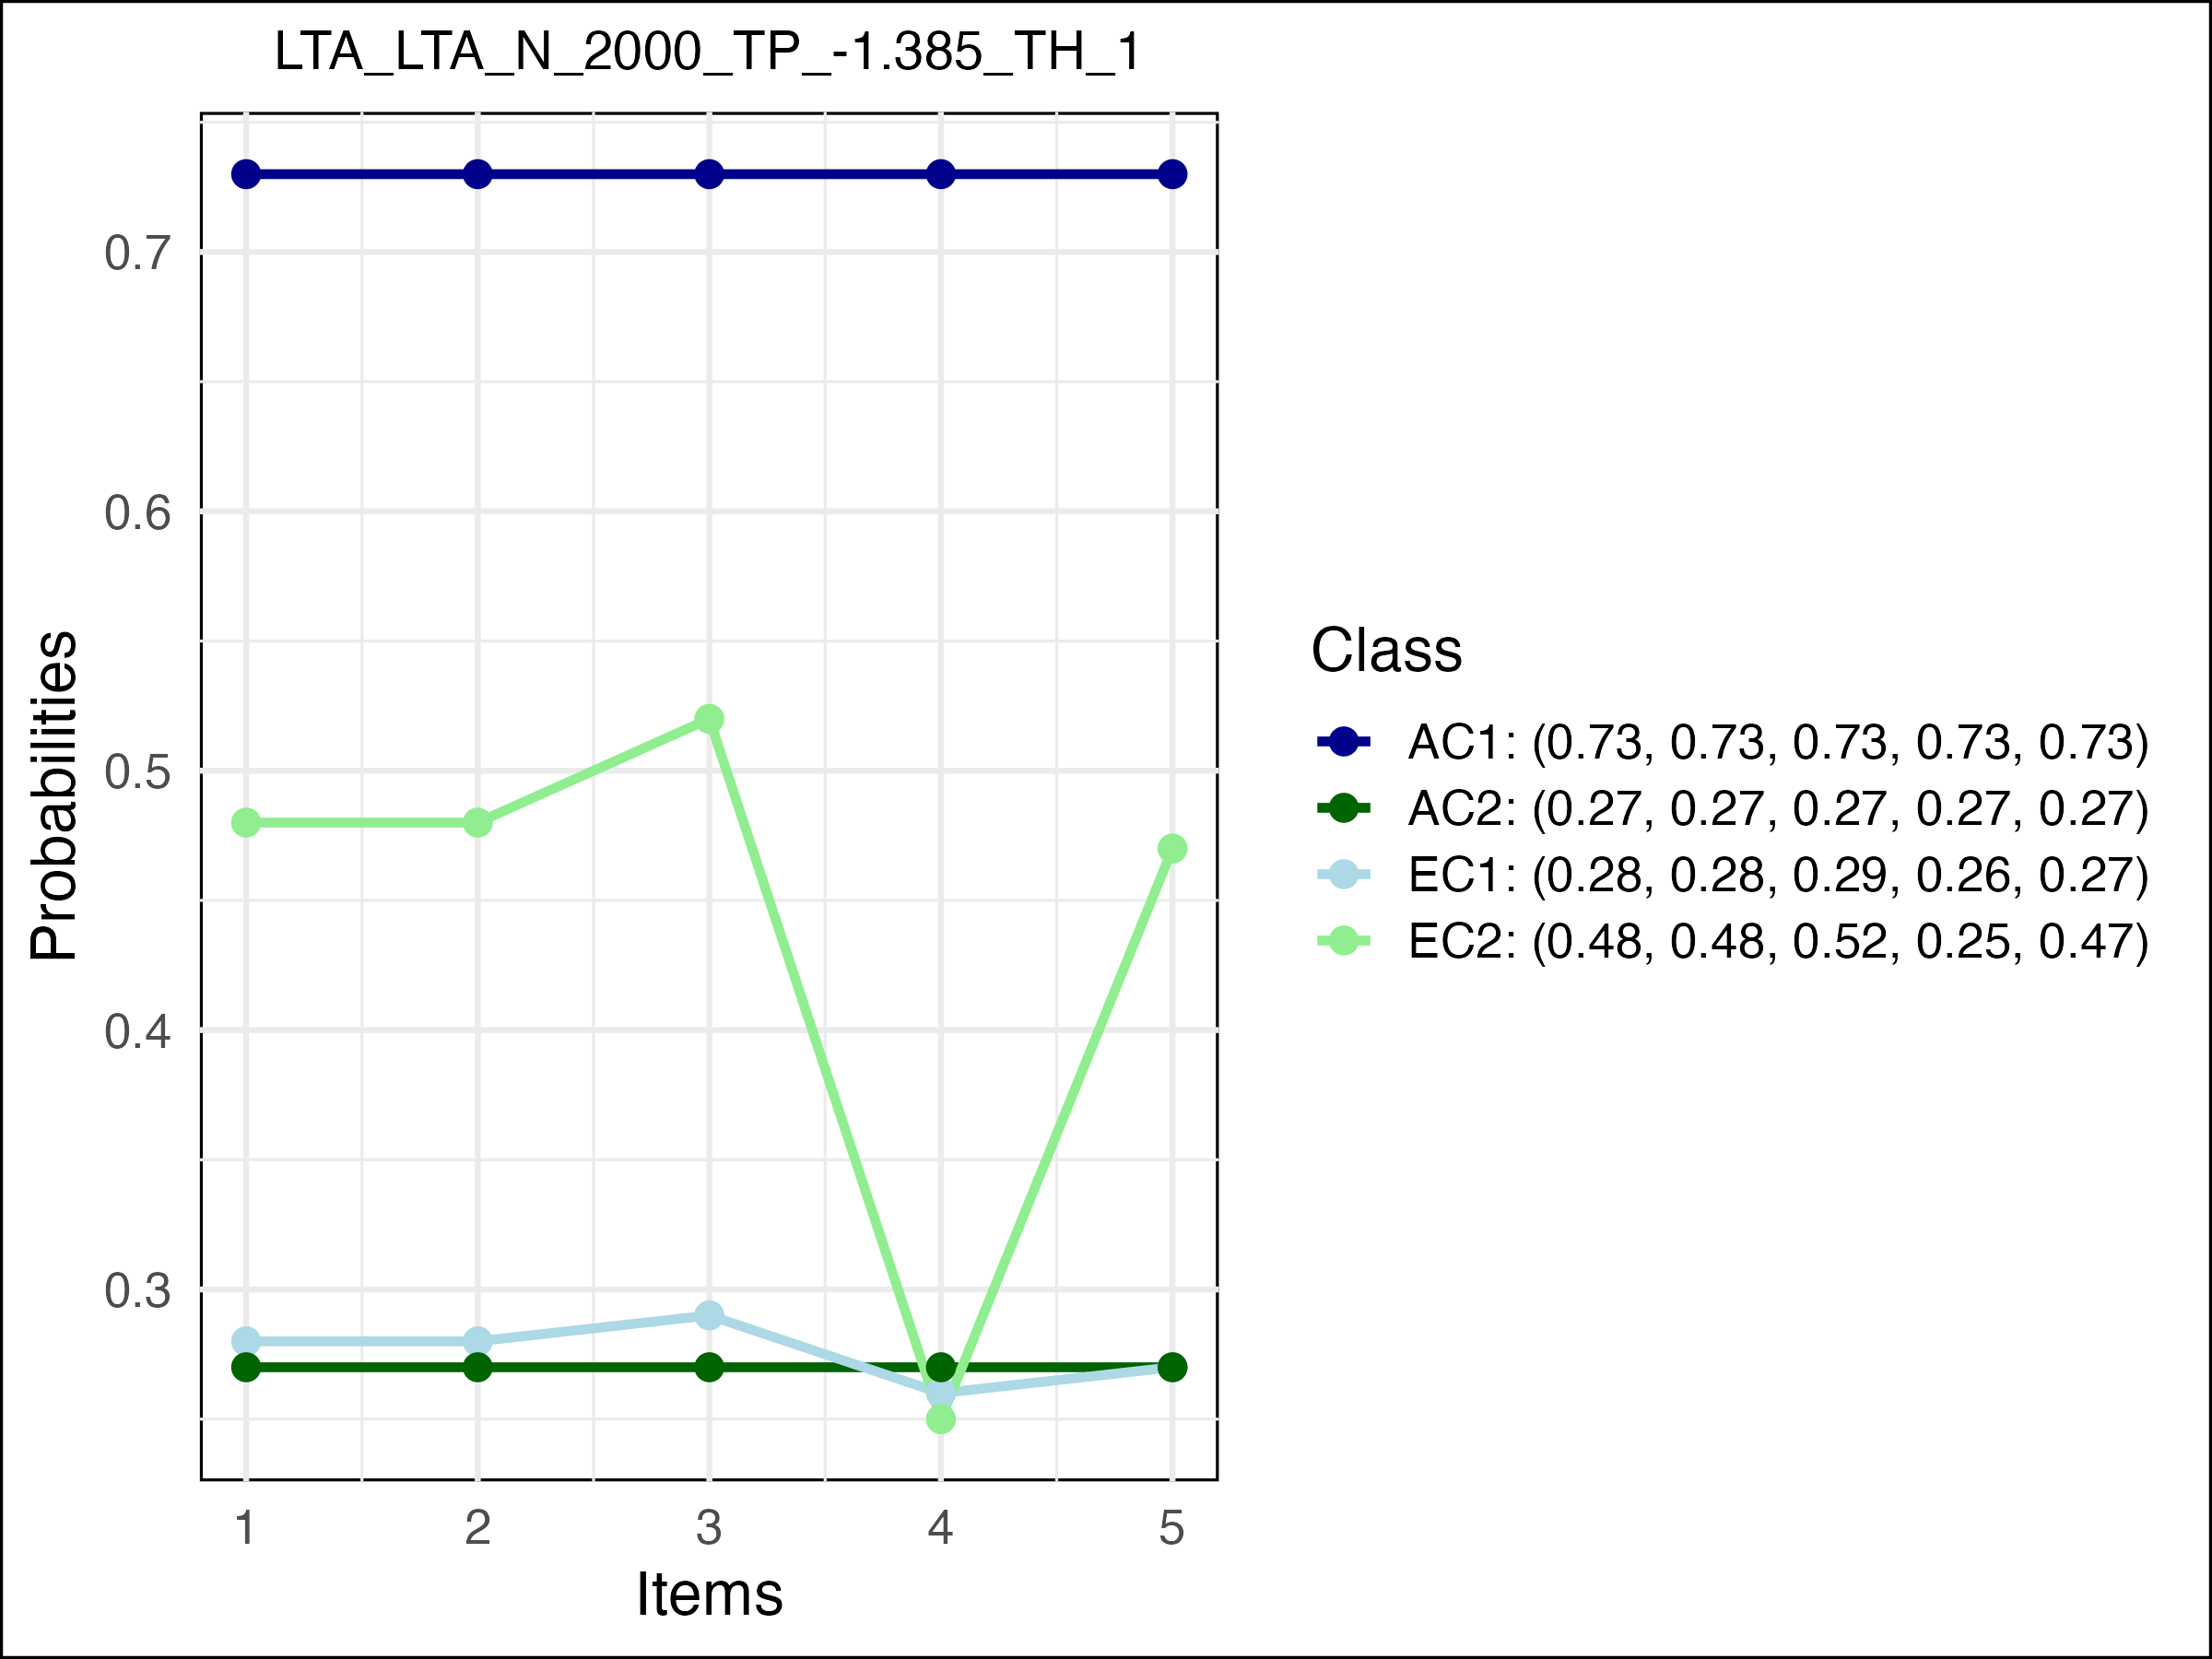 LTA_LTA_N_2000_TP_-1.385_TH_1
0.7
0.6
0.5
0.4
0.3
Probabilities
1 2 3 4 5
Items
Class
AC1: (0.73, 0.73, 0.73, 0.73, 0.73)
AC2: (0.27, 0.27, 0.27, 0.27, 0.27)
EC1: (0.28, 0.28, 0.29, 0.26, 0.27)
EC2: (0.48, 0.48, 0.52, 0.25, 0.47)